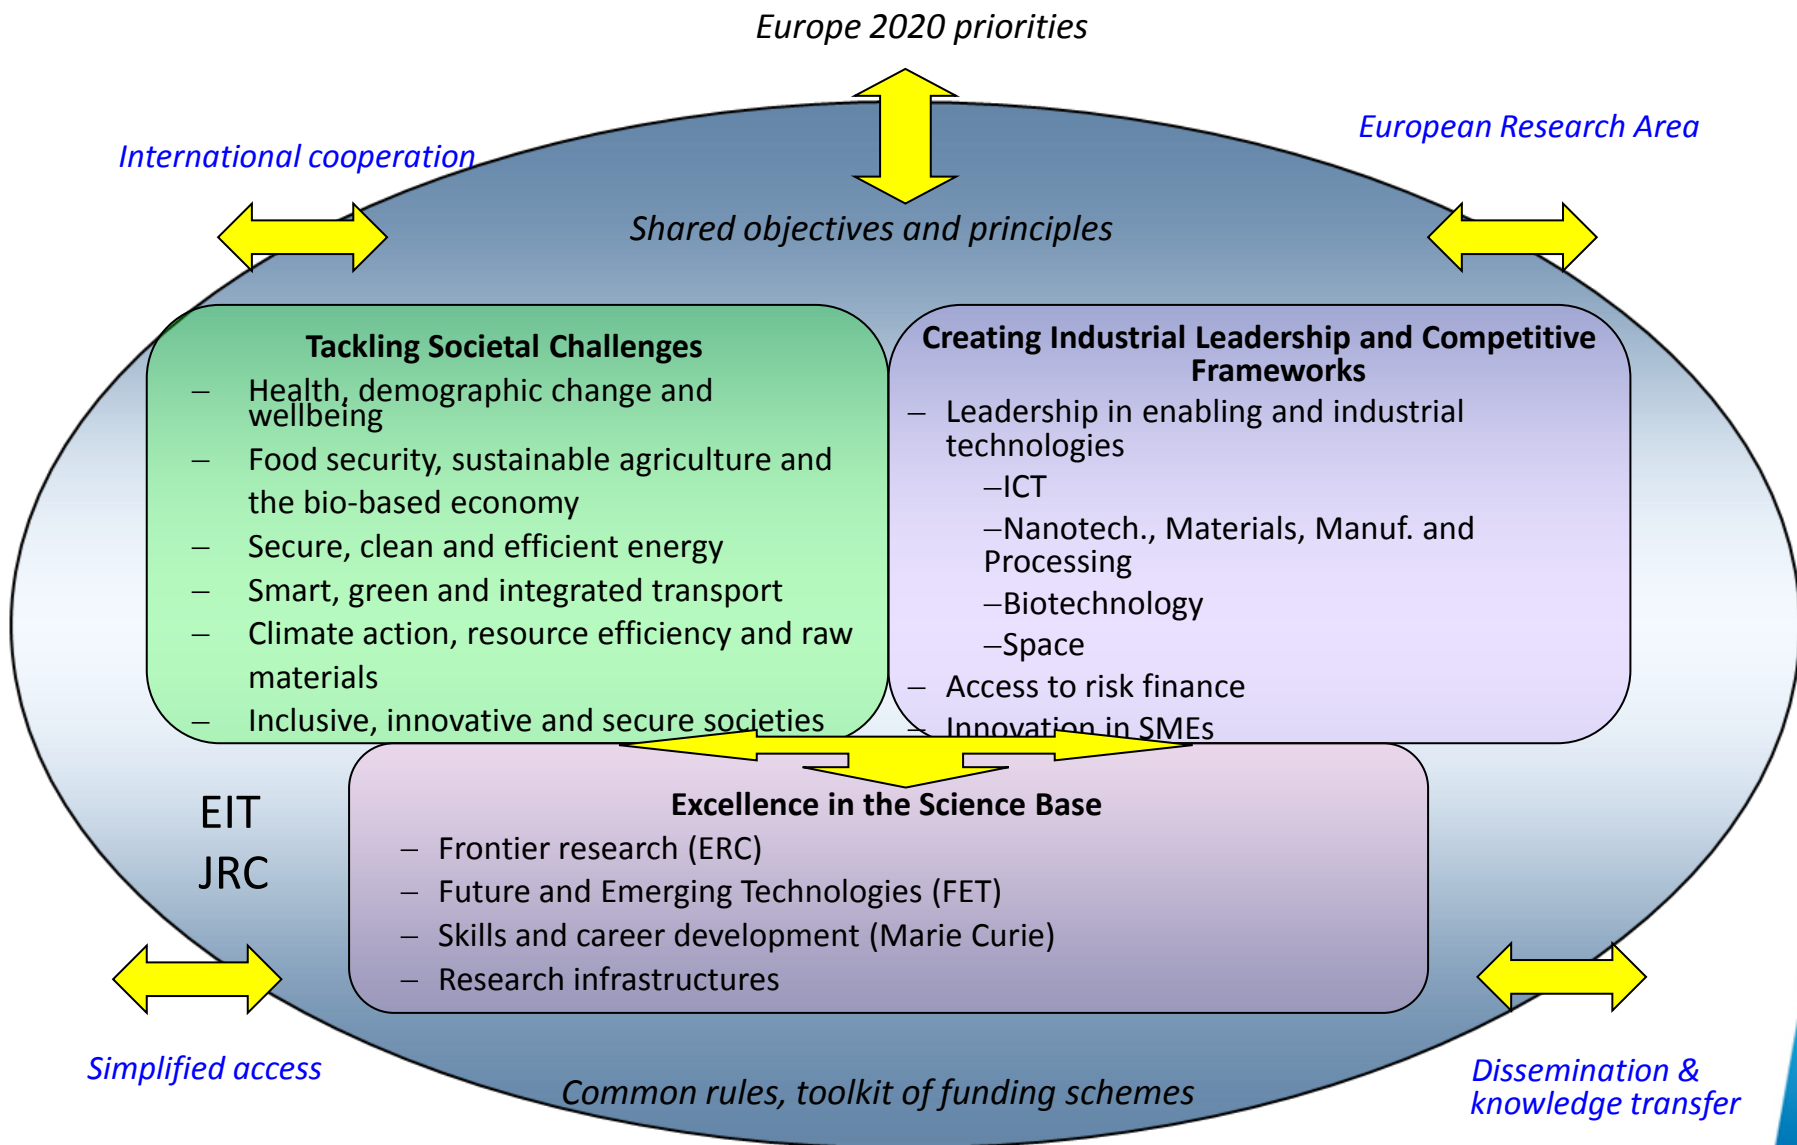 Europe 2020 priorities
International cooperation
European Research Area
Shared objectives and principles
Tackling Societal Challenges
– Health, demographic change and
wellbeing
– Food security, sustainable agriculture and
the bio-based economy
– Secure, clean and efficient energy
– Smart, green and integrated transport
– Climate action, resource efficiency and raw
materials
– Inclusive, innovative and secure societies
Creating Industrial Leadership and Competitive
Frameworks
– Leadership in enabling and industrial
technologies
–ICT
–Nanotech., Materials, Manuf. and
Processing
–Biotechnology
–Space
– Access to risk finance
– Innovation in SMEs
EIT
JRC
Excellence in the Science Base
– Frontier research (ERC)
– Future and Emerging Technologies (FET)
– Skills and career development (Marie Curie)
– Research infrastructures
Simplified access
Common rules, toolkit of funding schemes
Dissemination &
knowledge transfer